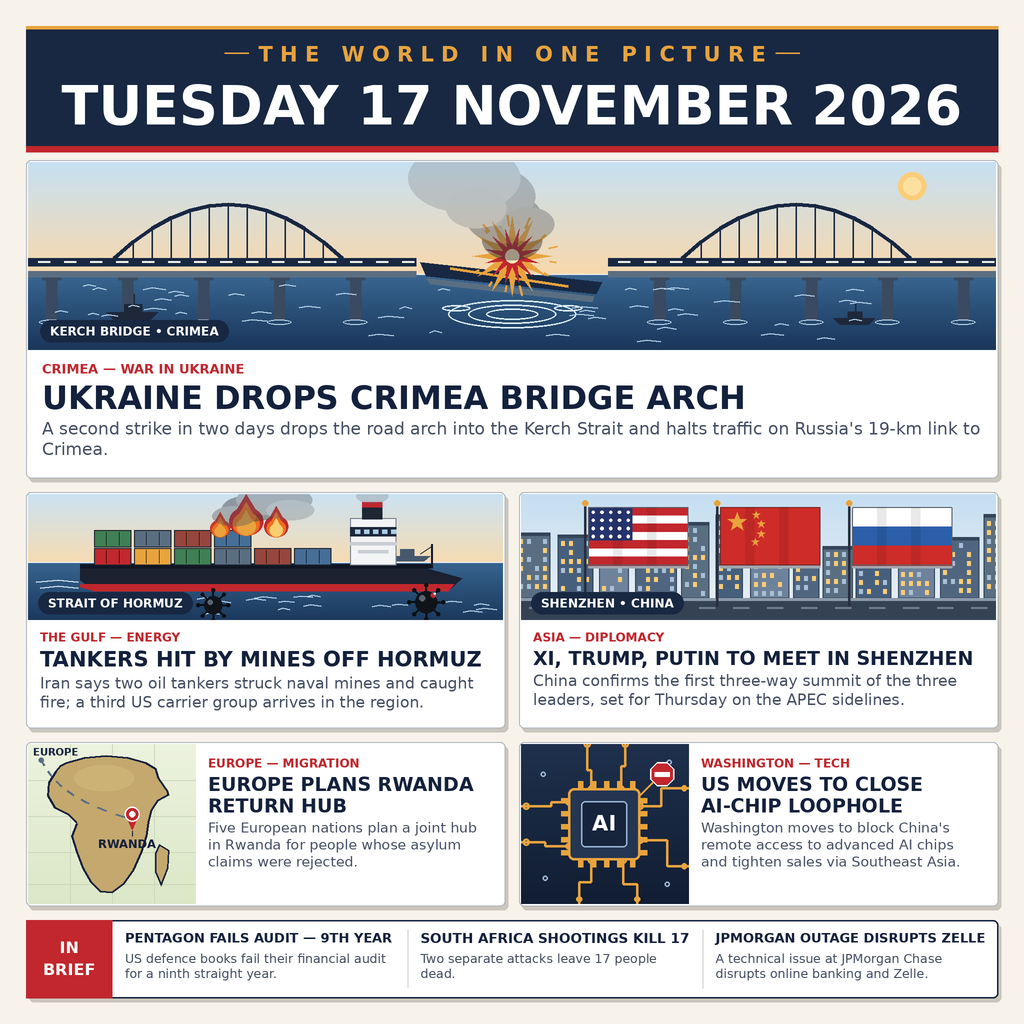 THE WORLD IN ONE PICTURE
TUESDAY 17 NOVEMBER 2026
KERCH BRIDGE • CRIMEA
CRIMEA — WAR IN UKRAINE
UKRAINE DROPS CRIMEA BRIDGE ARCH
A second strike in two days drops the road arch into the Kerch Strait and halts traffic on Russia's 19-km link to
Crimea.
STRAIT OF HORMUZ
THE GULF — ENERGY
TANKERS HIT BY MINES OFF HORMUZ
Iran says two oil tankers struck naval mines and caught
fire; a third US carrier group arrives in the region.
SHENZHEN • CHINA
ASIA — DIPLOMACY
XI, TRUMP, PUTIN TO MEET IN SHENZHEN
China confirms the first three-way summit of the three
leaders, set for Thursday on the APEC sidelines.
EUROPE
RWANDA
EUROPE — MIGRATION
EUROPE PLANS RWANDA
RETURN HUB
Five European nations plan a joint hub
in Rwanda for people whose asylum
claims were rejected.
AI
WASHINGTON — TECH
US MOVES TO CLOSE
AI-CHIP LOOPHOLE
Washington moves to block China's
remote access to advanced AI chips
and tighten sales via Southeast Asia.
IN
BRIEF
PENTAGON FAILS AUDIT — 9TH YEAR
US defence books fail their financial audit
for a ninth straight year.
SOUTH AFRICA SHOOTINGS KILL 17
Two separate attacks leave 17 people
dead.
JPMORGAN OUTAGE DISRUPTS ZELLE
A technical issue at JPMorgan Chase
disrupts online banking and Zelle.